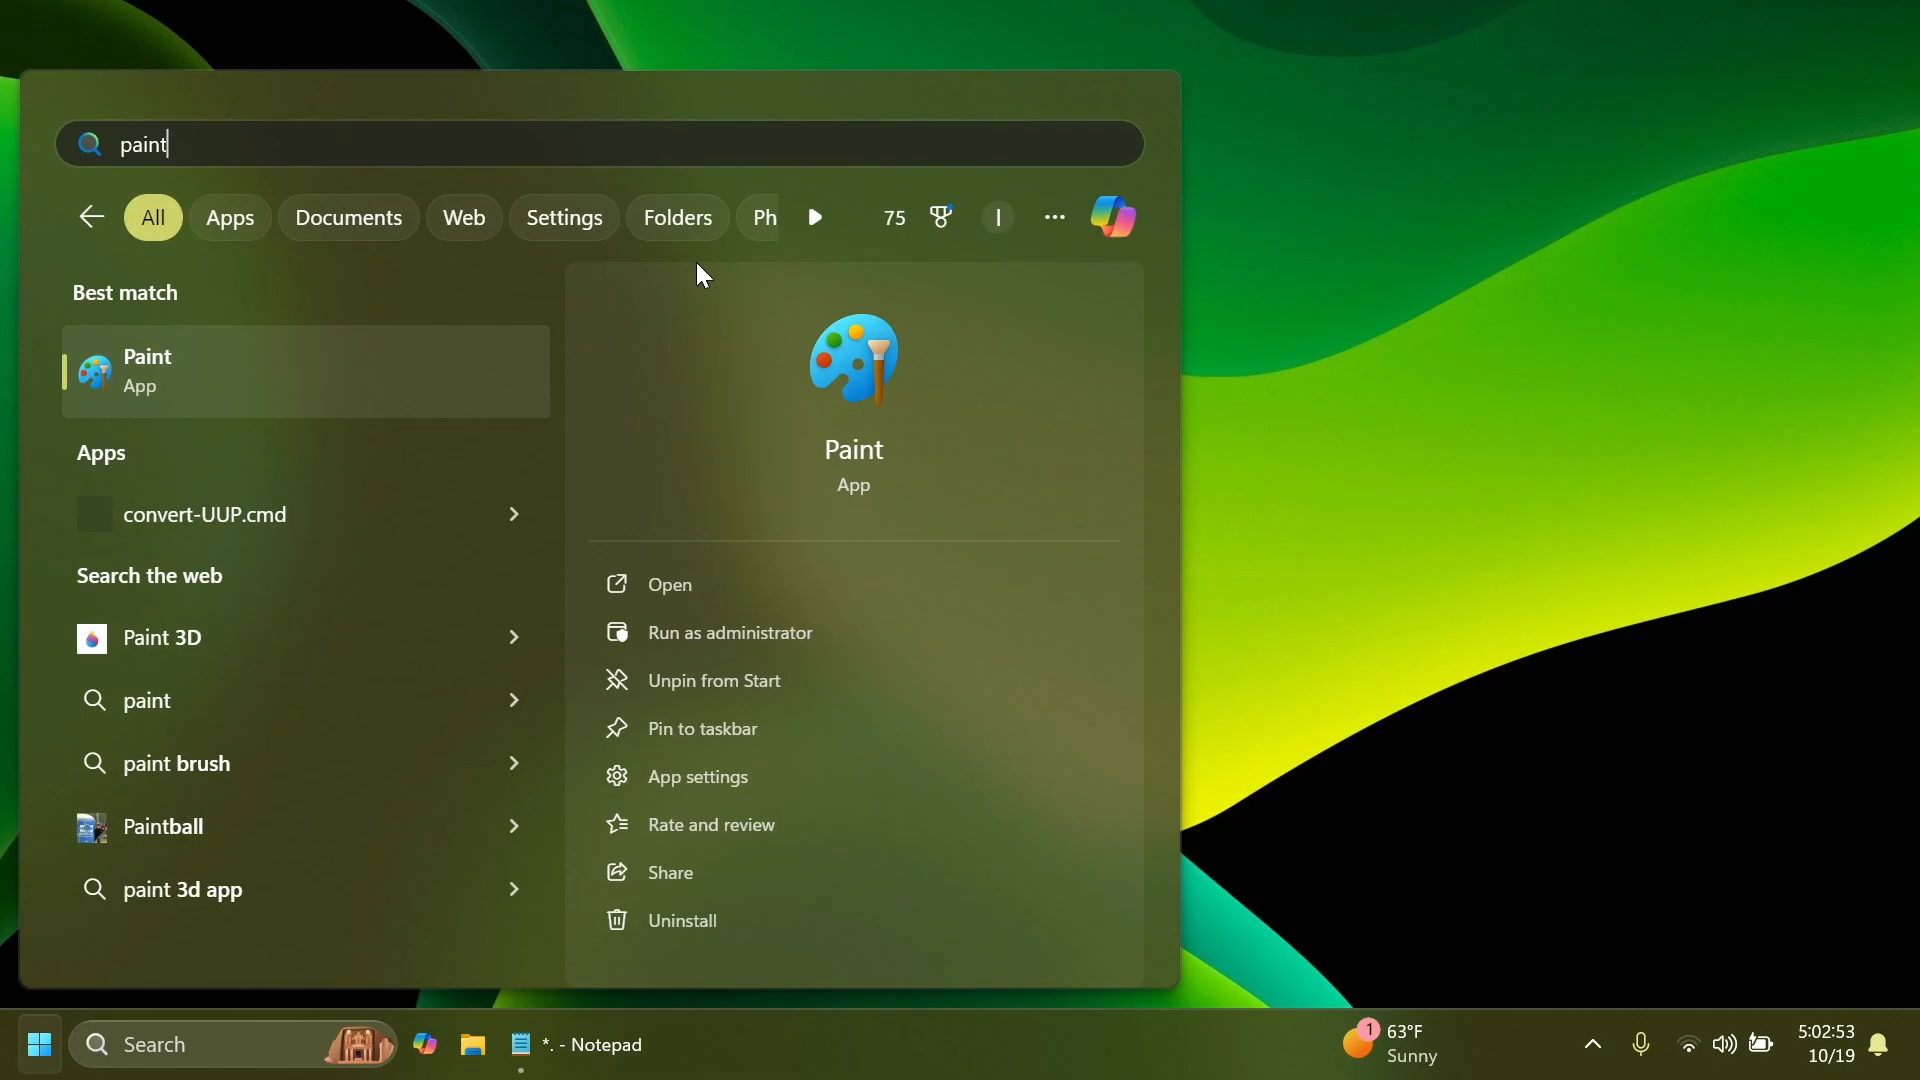 paint
All Apps Documents Web Settings Folders Ph 75 I ...
Best match
Paint
App
Apps
convert-UUP.cmd
Search the web
Paint 3D
paint
paint brush
Paintball
paint 3d app
Paint
App
Open
Run as administrator
Unpin from Start
Pin to taskbar
App settings
Rate and review
Share
Uninstall
Search
*. - Notepad
1
63°F
Sunny
5:02:53
10/19